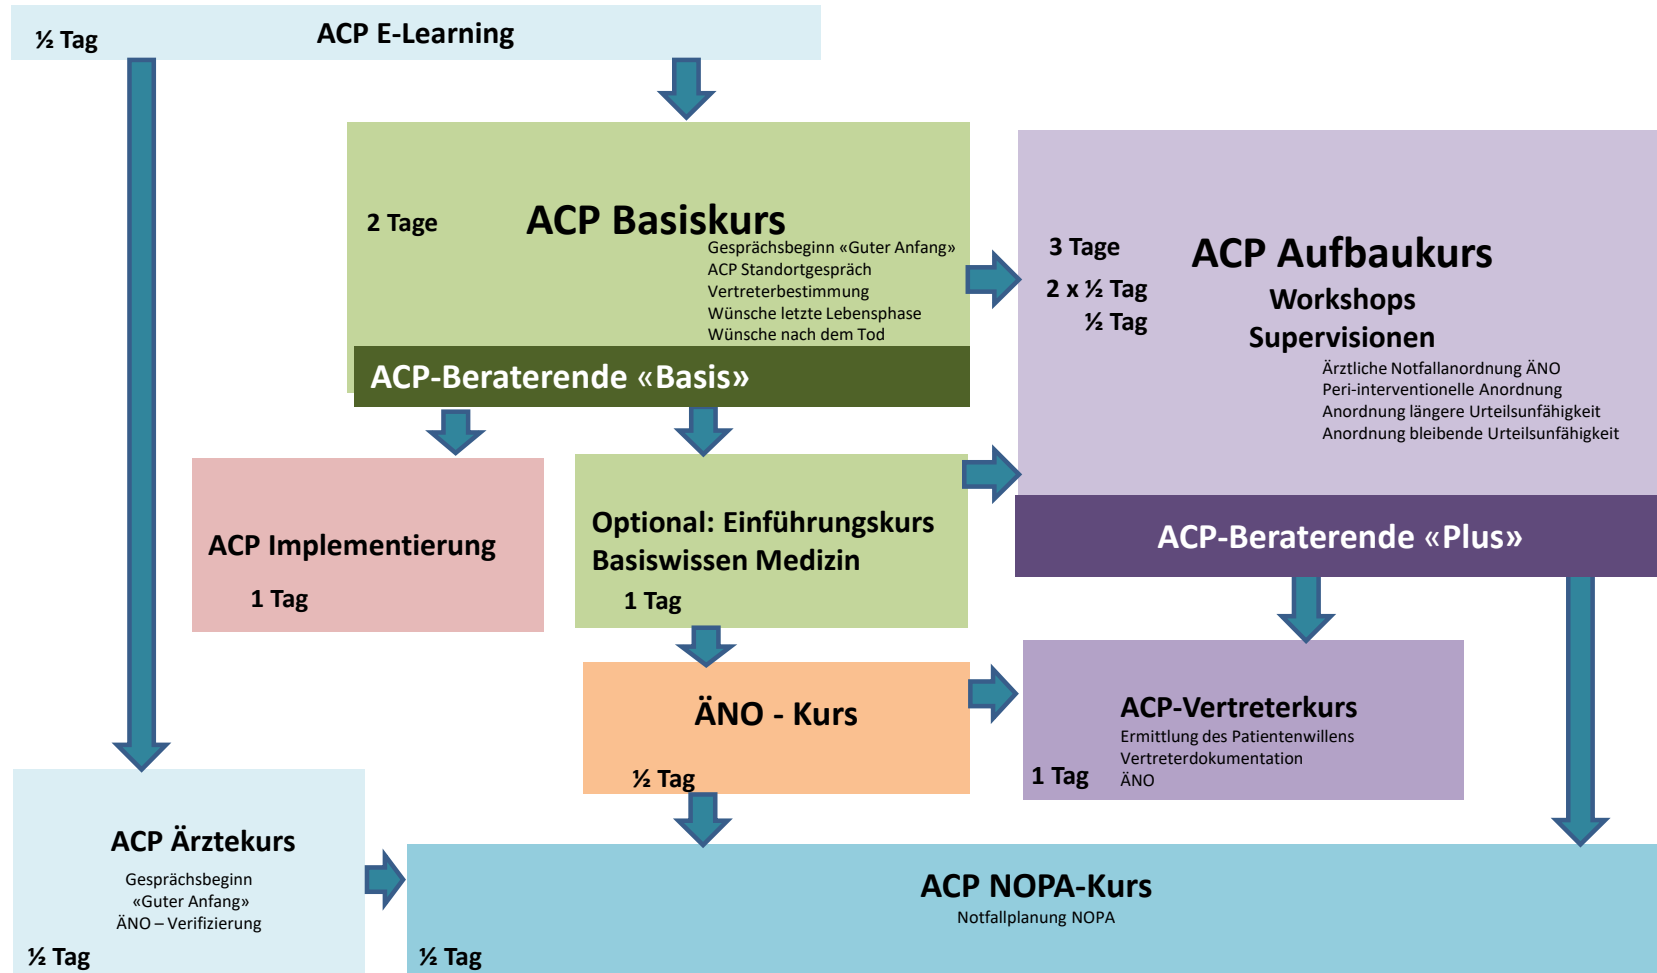 ½ Tag
ACP E-Learning
2 Tage
ACP Basiskurs
Gesprächsbeginn «Guter Anfang»
ACP Standortgespräch
Vertreterbestimmung
Wünsche letzte Lebensphase
Wünsche nach dem Tod
ACP-Beraterende «Basis»
3 Tage
ACP Aufbaukurs
2 x ½ Tag
Workshops
½ Tag
Supervisionen
Ärztliche Notfallanordnung ÄNO
Peri-interventionelle Anordnung
Anordnung längere Urteilsunfähigkeit
Anordnung bleibende Urteilsunfähigkeit
ACP-Beraterende «Plus»
ACP Implementierung
1 Tag
Optional: Einführungskurs
Basiswissen Medizin
1 Tag
ÄNO - Kurs
½ Tag
ACP-Vertreterkurs
Ermittlung des Patientenwillens
Vertreterdokumentation
1 Tag
ÄNO
ACP Ärztekurs
Gesprächsbeginn
«Guter Anfang»
ÄNO – Verifizierung
½ Tag
ACP NOPA-Kurs
Notfallplanung NOPA
½ Tag